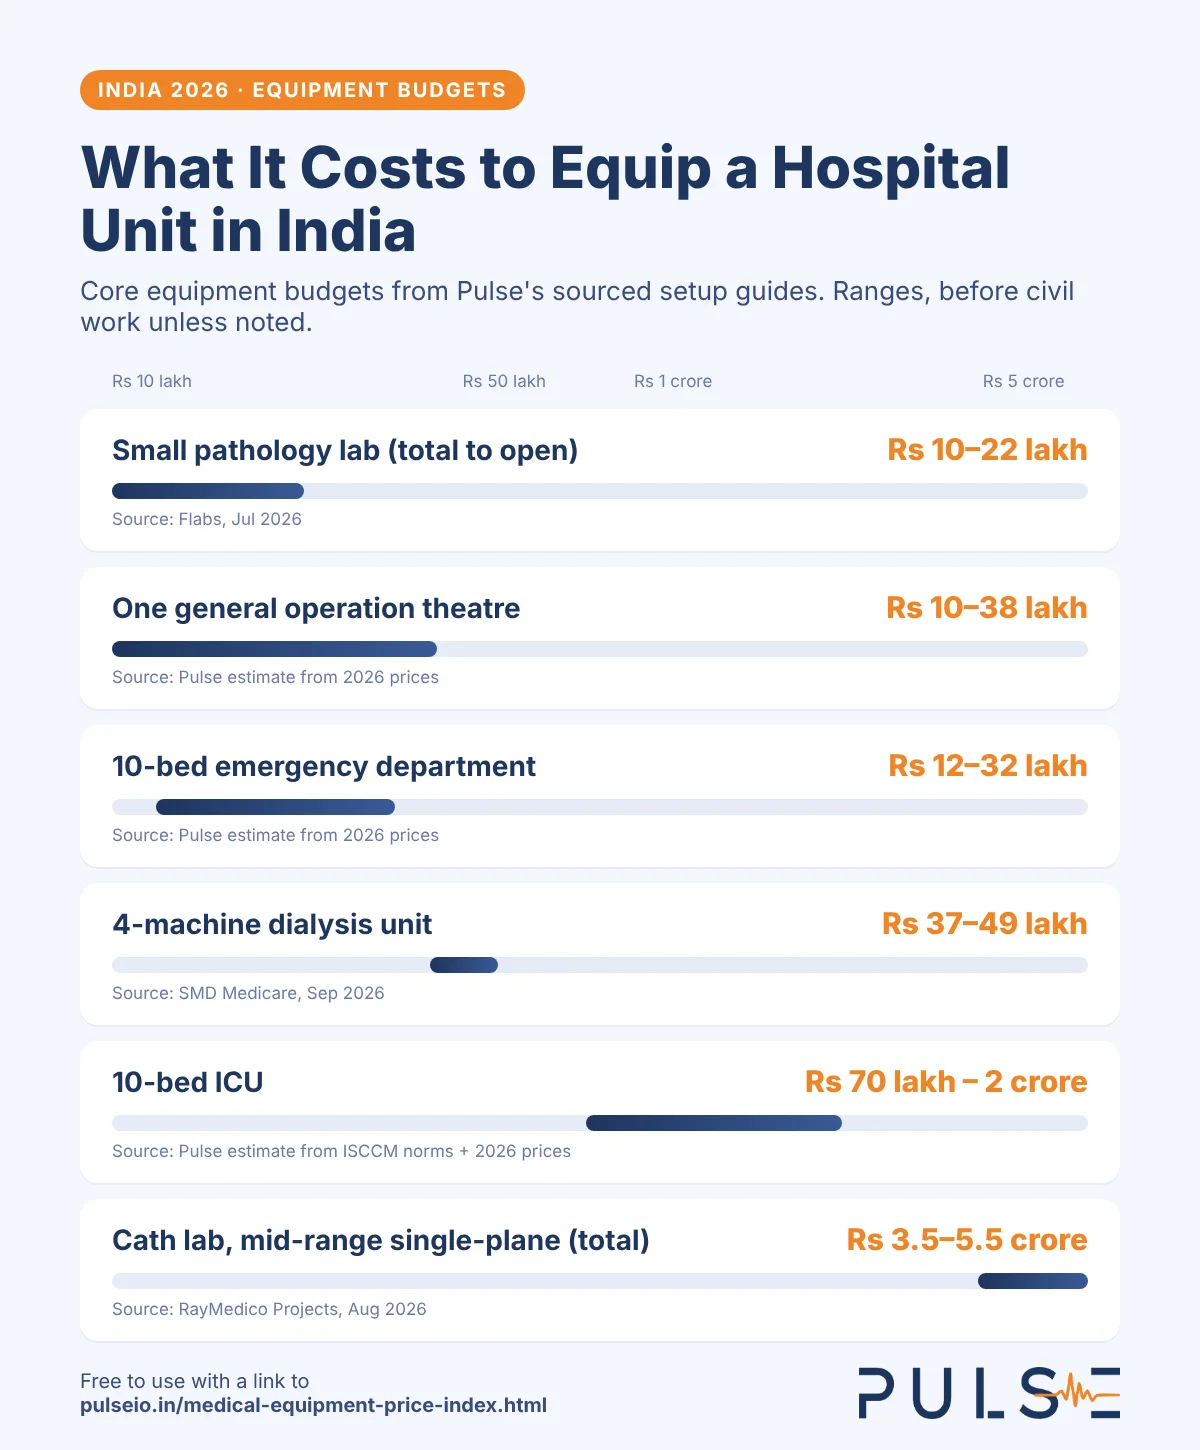 INDIA 2026 · EQUIPMENT BUDGETS
What It Costs to Equip a Hospital
Unit in India
Core equipment budgets from Pulse's sourced setup guides. Ranges, before civil
work unless noted.
Rs 10 lakh Rs 50 lakh Rs 1 crore Rs 5 crore
Small pathology lab (total to open) Rs 10–22 lakh
Source: Flabs, Jul 2026
One general operation theatre Rs 10–38 lakh
Source: Pulse estimate from 2026 prices
10-bed emergency department Rs 12–32 lakh
Source: Pulse estimate from 2026 prices
4-machine dialysis unit Rs 37–49 lakh
Source: SMD Medicare, Sep 2026
10-bed ICU Rs 70 lakh – 2 crore
Source: Pulse estimate from ISCCM norms + 2026 prices
Cath lab, mid-range single-plane (total) Rs 3.5–5.5 crore
Source: RayMedico Projects, Aug 2026
Free to use with a link to
pulseio.in/medical-equipment-price-index.html
PULSE